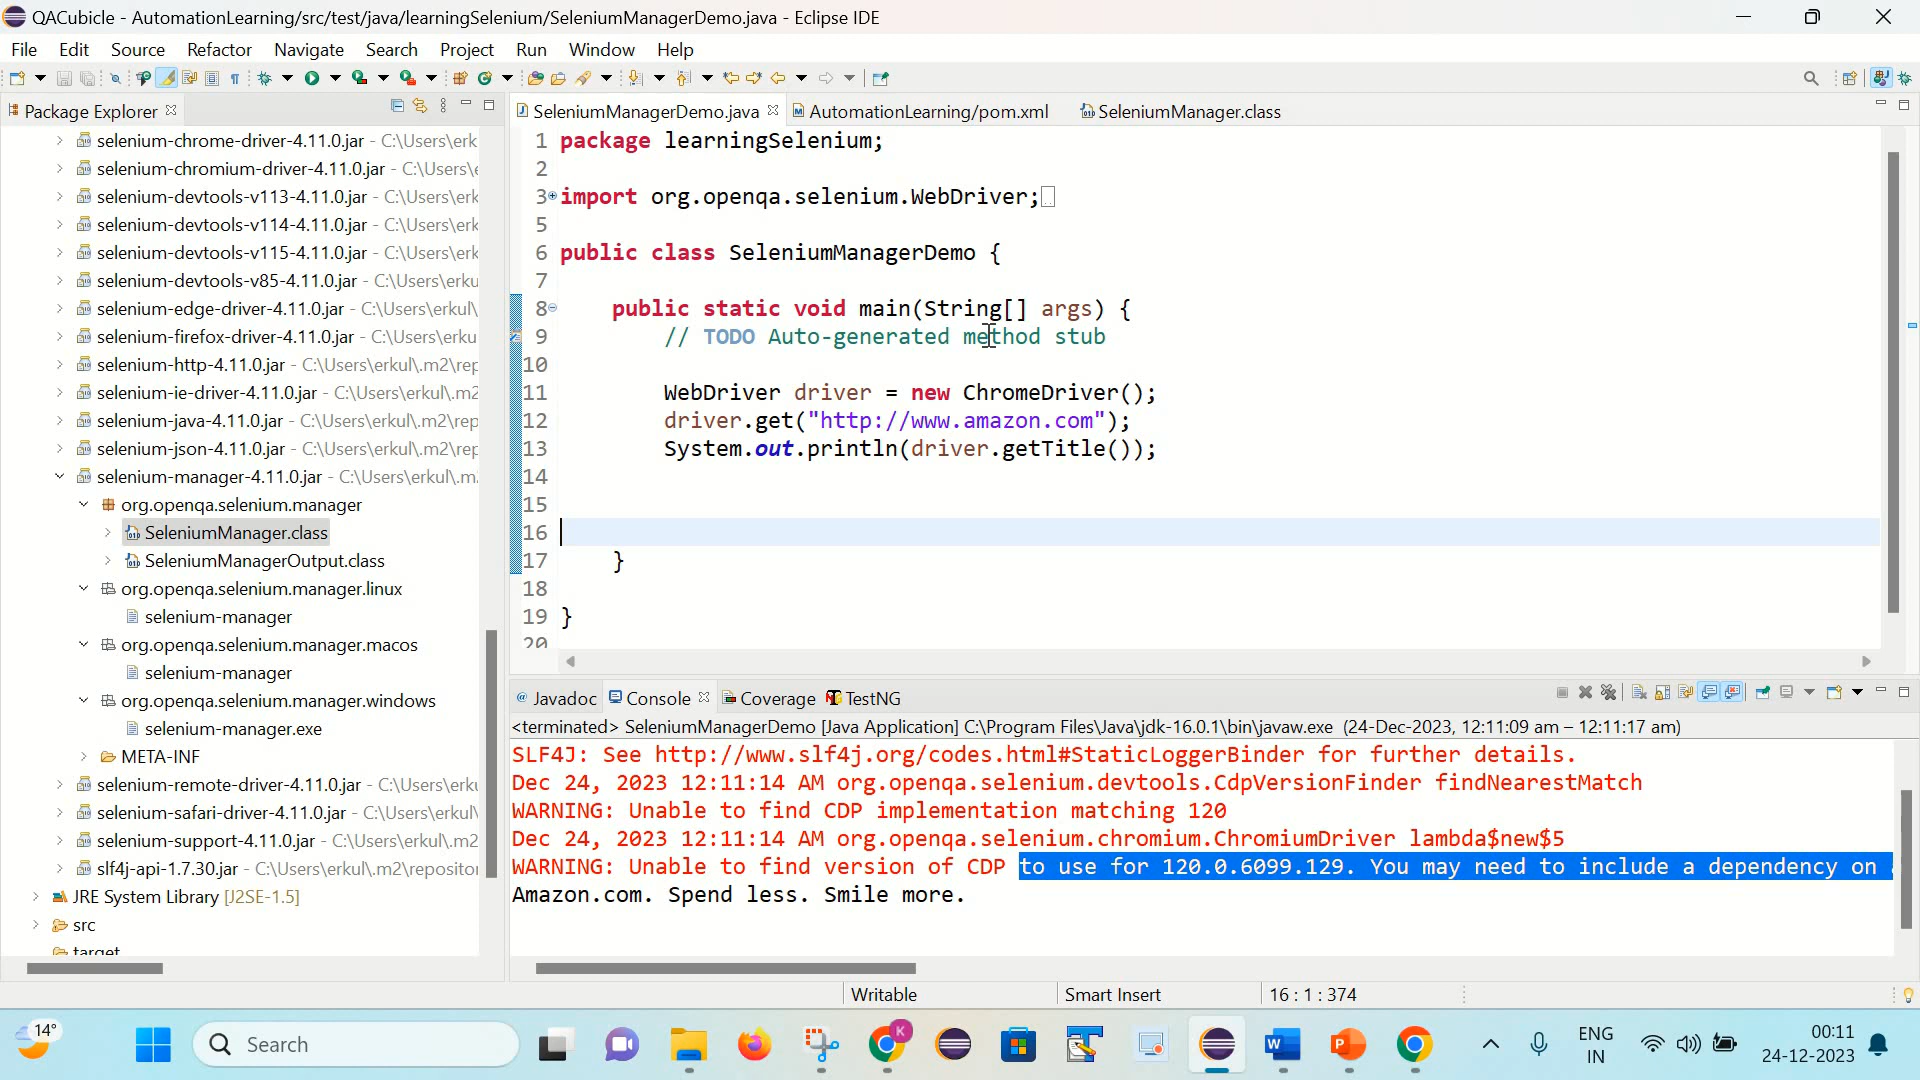 QACubicle - AutomationLearning/src/test/java/learningSelenium/SeleniumManagerDemo.java - Eclipse IDE
File Edit Source Refactor Navigate Search Project Run Window Help
Package Explorer
selenium-chrome-driver-4.11.0.jar - C:\Users\erk
selenium-chromium-driver-4.11.0.jar - C:\Users\
selenium-devtools-v113-4.11.0.jar - C:\Users\erk
selenium-devtools-v114-4.11.0.jar - C:\Users\erk
selenium-devtools-v115-4.11.0.jar - C:\Users\erk
selenium-devtools-v85-4.11.0.jar - C:\Users\erku
selenium-edge-driver-4.11.0.jar - C:\Users\erkul
selenium-firefox-driver-4.11.0.jar - C:\Users\erku
selenium-http-4.11.0.jar - C:\Users\erkul\.m2\rep
selenium-ie-driver-4.11.0.jar - C:\Users\erkul\.m2
selenium-java-4.11.0.jar - C:\Users\erkul\.m2\rep
selenium-json-4.11.0.jar - C:\Users\erkul\.m2\rep
selenium-manager-4.11.0.jar - C:\Users\erkul\.m
org.openqa.selenium.manager
SeleniumManager.class
SeleniumManagerOutput.class
org.openqa.selenium.manager.linux
selenium-manager
org.openqa.selenium.manager.macos
selenium-manager
org.openqa.selenium.manager.windows
selenium-manager.exe
META-INF
selenium-remote-driver-4.11.0.jar - C:\Users\erku
selenium-safari-driver-4.11.0.jar - C:\Users\erkul
selenium-support-4.11.0.jar - C:\Users\erkul\.m2
slf4j-api-1.7.30.jar - C:\Users\erkul\.m2\repositor
JRE System Library [J2SE-1.5]
src
target
SeleniumManagerDemo.java AutomationLearning/pom.xml SeleniumManager.class
1 package learningSelenium;
2
3 import org.openqa.selenium.WebDriver;
5
6 public class SeleniumManagerDemo {
7
8 public static void main(String[] args) {
9 // TODO Auto-generated method stub
10
11 WebDriver driver = new ChromeDriver();
12 driver.get("http://www.amazon.com");
13 System.out.println(driver.getTitle());
14
15
16
17 }
18
19 }
20
Javadoc Console Coverage TestNG
<terminated> SeleniumManagerDemo [Java Application] C:\Program Files\Java\jdk-16.0.1\bin\javaw.exe (24-Dec-2023, 12:11:09 am – 12:11:17 am)
SLF4J: See http://www.slf4j.org/codes.html#StaticLoggerBinder for further details.
Dec 24, 2023 12:11:14 AM org.openqa.selenium.devtools.CdpVersionFinder findNearestMatch
WARNING: Unable to find CDP implementation matching 120
Dec 24, 2023 12:11:14 AM org.openqa.selenium.chromium.ChromiumDriver lambda$new$5
WARNING: Unable to find version of CDP to use for 120.0.6099.129. You may need to include a dependency on
Amazon.com. Spend less. Smile more.
Writable Smart Insert 16 : 1 : 374
14° Search K ENG IN 00:11 24-12-2023